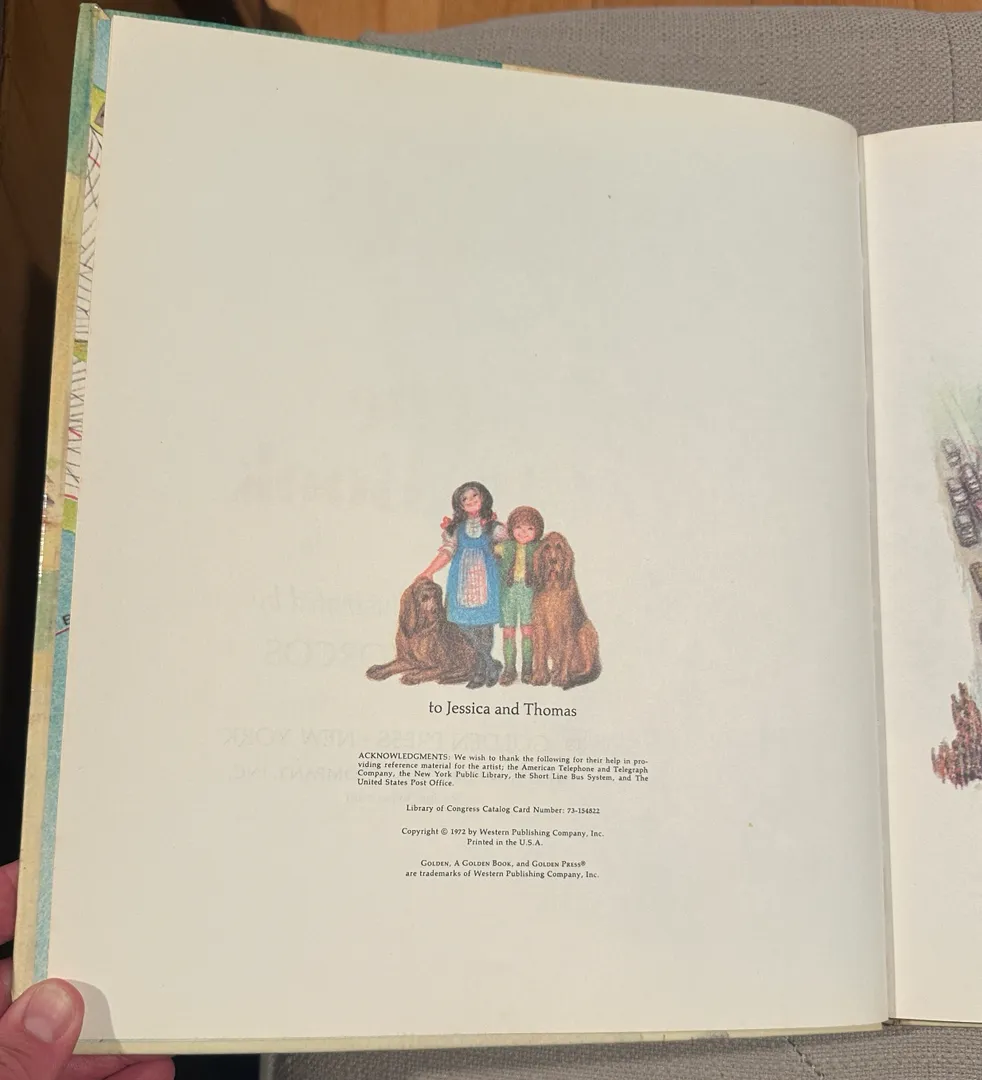 to Jessica and Thomas
ACKNOWLEDGMENTS: We wish to thank the following for their help in pro-
viding reference material for the artist; the American Telephone and Telegraph
Company, the New York Public Library, the Short Line Bus System, and The
United States Post Office.
Library of Congress Catalog Card Number: 73-154822
Copyright © 1972 by Western Publishing Company, Inc.
Printed in the U.S.A.
GOLDEN, A GOLDEN BOOK, and GOLDEN PRESS®
are trademarks of Western Publishing Company, Inc.